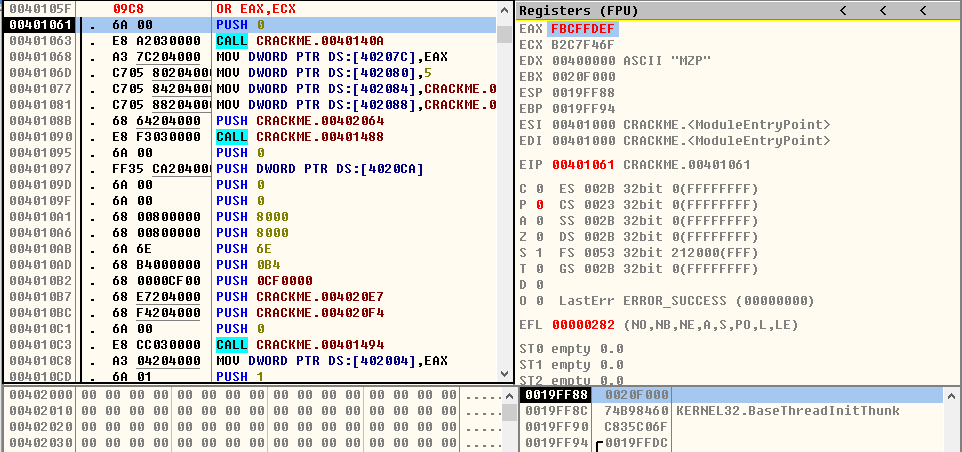 0040105F 09C8 OR EAX,ECX
00401061 . 6A 00 PUSH 0
00401063 . E8 A2030000 CALL CRACKME.0040140A
00401068 . A3 7C204000 MOV DWORD PTR DS:[40207C],EAX
0040106D . C705 80204000 MOV DWORD PTR DS:[402080],5
00401077 . C705 84204000 MOV DWORD PTR DS:[402084],CRACKME.0
00401081 . C705 88204000 MOV DWORD PTR DS:[402088],CRACKME.0
0040108B . 68 64204000 PUSH CRACKME.00402064
00401090 . E8 F3030000 CALL CRACKME.00401488
00401095 . 6A 00 PUSH 0
00401097 . FF35 CA204000 PUSH DWORD PTR DS:[4020CA]
0040109D . 6A 00 PUSH 0
0040109F . 6A 00 PUSH 0
004010A1 . 68 00800000 PUSH 8000
004010A6 . 68 00800000 PUSH 8000
004010AB . 6A 6E PUSH 6E
004010AD . 68 B4000000 PUSH 0B4
004010B2 . 68 0000CF00 PUSH 0CF0000
004010B7 . 68 E7204000 PUSH CRACKME.004020E7
004010BC . 68 F4204000 PUSH CRACKME.004020F4
004010C1 . 6A 00 PUSH 0
004010C3 . E8 CC030000 CALL CRACKME.00401494
004010C8 . A3 04204000 MOV DWORD PTR DS:[402004],EAX
004010CD . 6A 01 PUSH 1
Registers (FPU) < < <
EAX FBCFFDEF
ECX B2C7F46F
EDX 00400000 ASCII "MZP"
EBX 0020F000
ESP 0019FF88
EBP 0019FF94
ESI 00401000 CRACKME.<ModuleEntryPoint>
EDI 00401000 CRACKME.<ModuleEntryPoint>
EIP 00401061 CRACKME.00401061
C 0 ES 002B 32bit 0(FFFFFFFF)
P 0 CS 0023 32bit 0(FFFFFFFF)
A 0 SS 002B 32bit 0(FFFFFFFF)
Z 0 DS 002B 32bit 0(FFFFFFFF)
S 1 FS 0053 32bit 212000(FFF)
T 0 GS 002B 32bit 0(FFFFFFFF)
D 0
O 0 LastErr ERROR_SUCCESS (00000000)
EFL 00000282 (NO,NB,NE,A,S,PO,L,LE)
ST0 empty 0.0
ST1 empty 0.0
ST2 empty 0.0
00402000 00 00 00 00 00 00 00 00 00 00 00 00 00 00 00 00 .....
00402010 00 00 00 00 00 00 00 00 00 00 00 00 00 00 00 00 .....
00402020 00 00 00 00 00 00 00 00 00 00 00 00 00 00 00 00 .....
00402030 00 00 00 00 00 00 00 00 00 00 00 00 00 00 00 00 .....
0019FF88 0020F000
0019FF8C 74B98460 KERNEL32.BaseThreadInitThunk
0019FF90 C835C06F
0019FF94 0019FFDC